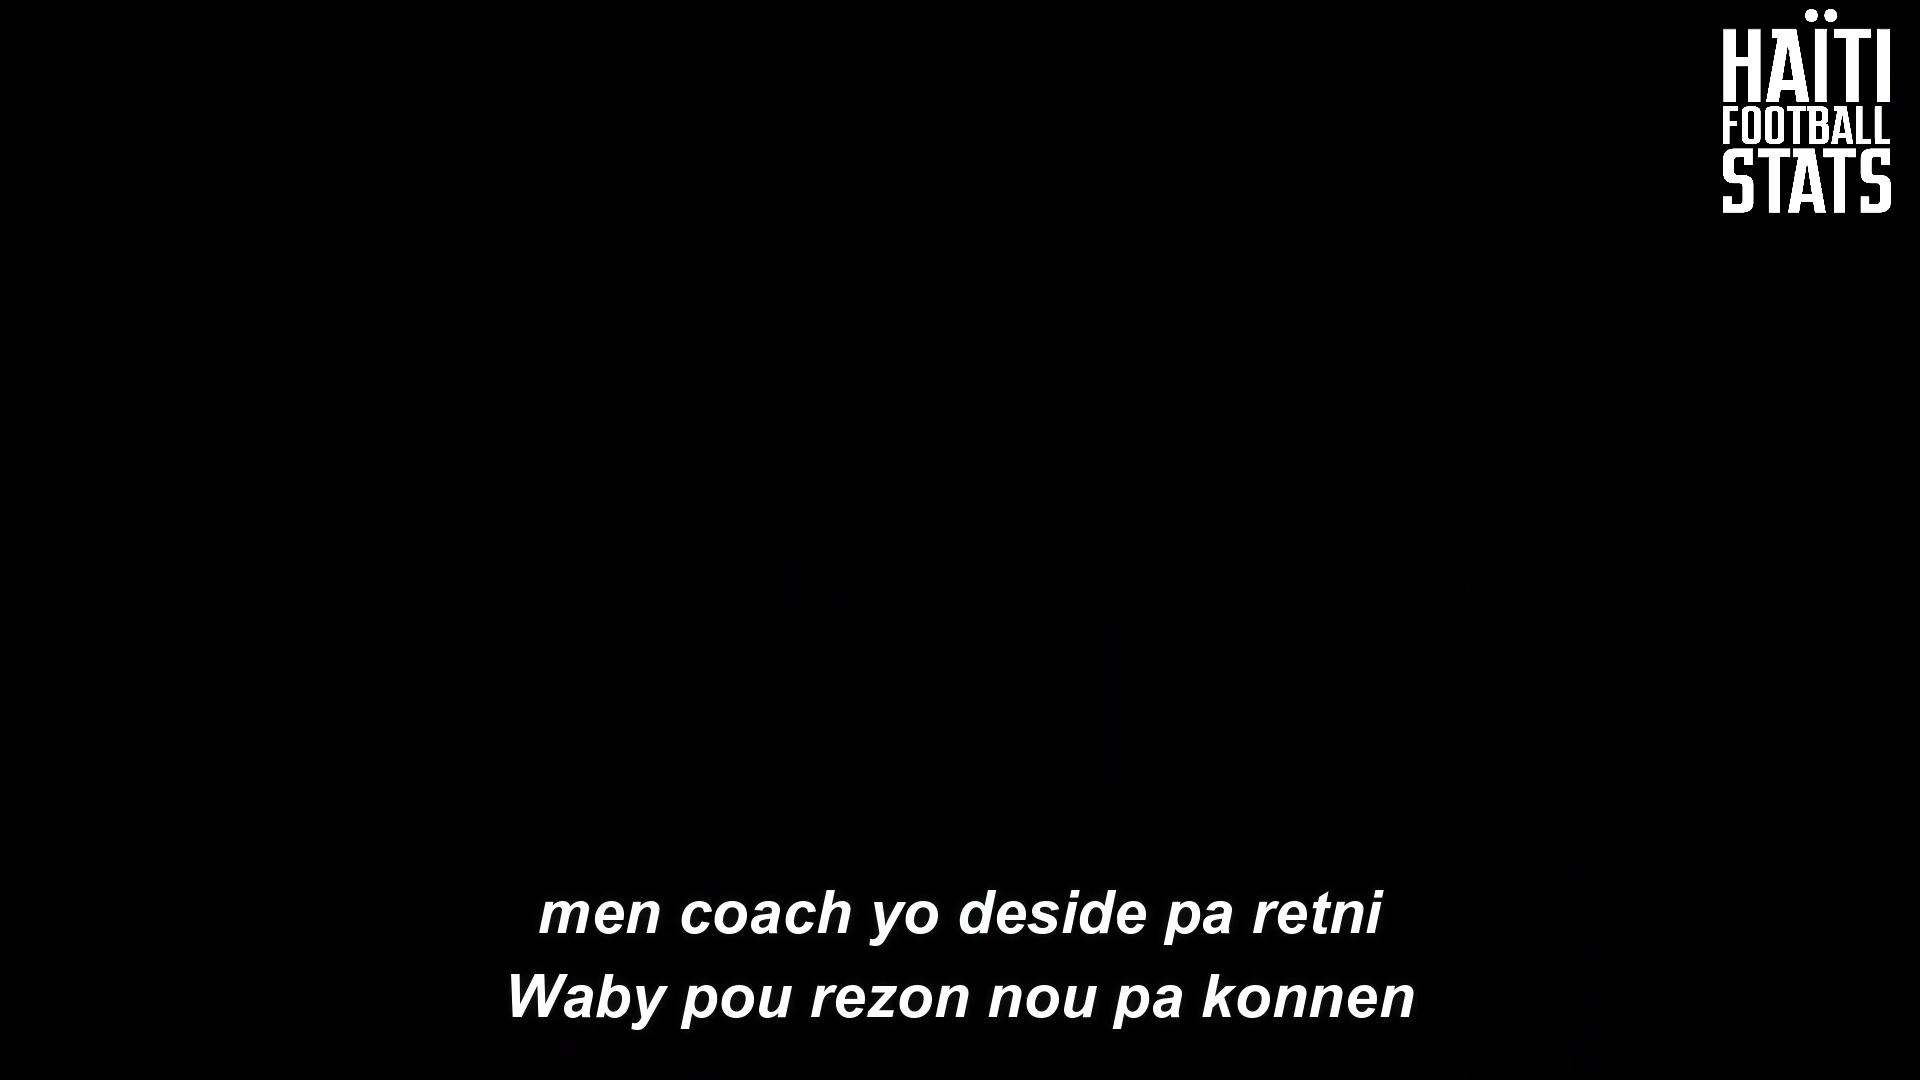 HAÏTI
FOOTBALL
STATS
men coach yo deside pa retni
Waby pou rezon nou pa konnen